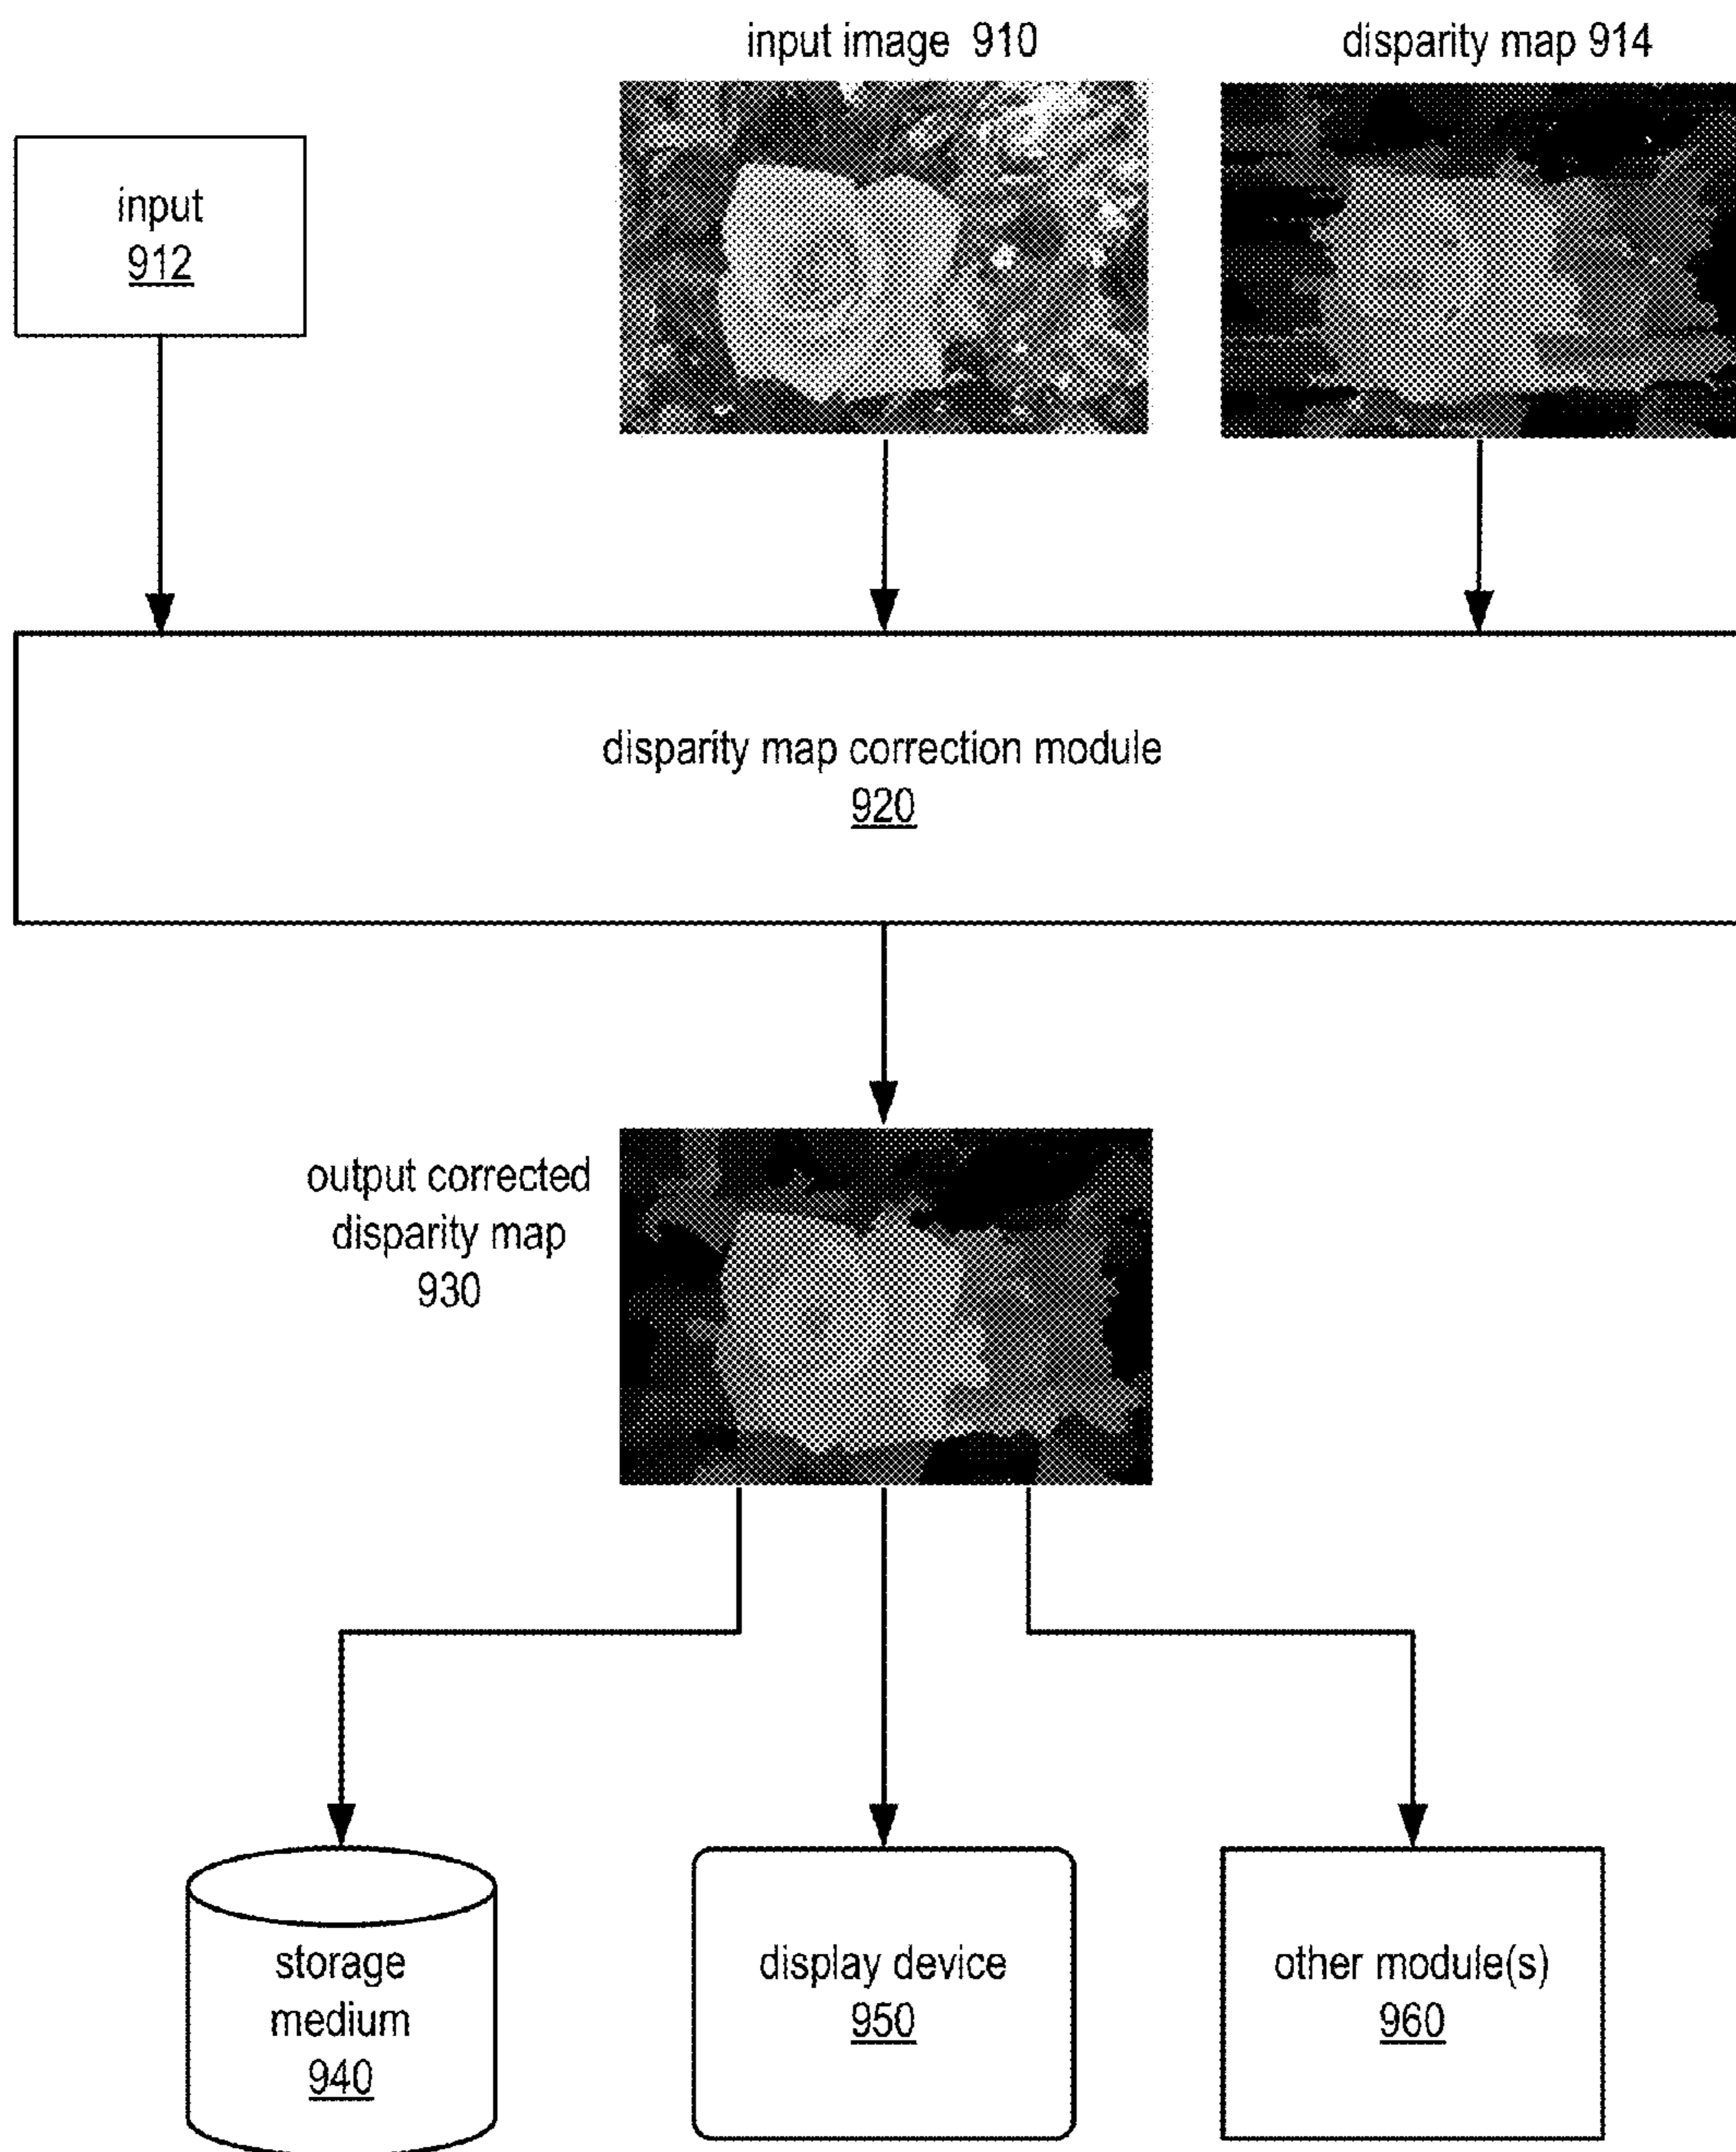 input image 910
disparity map 914
input
912
disparity map correction module
920
output corrected
disparity map
930
storage
medium
940
display device
950
other module(s)
960